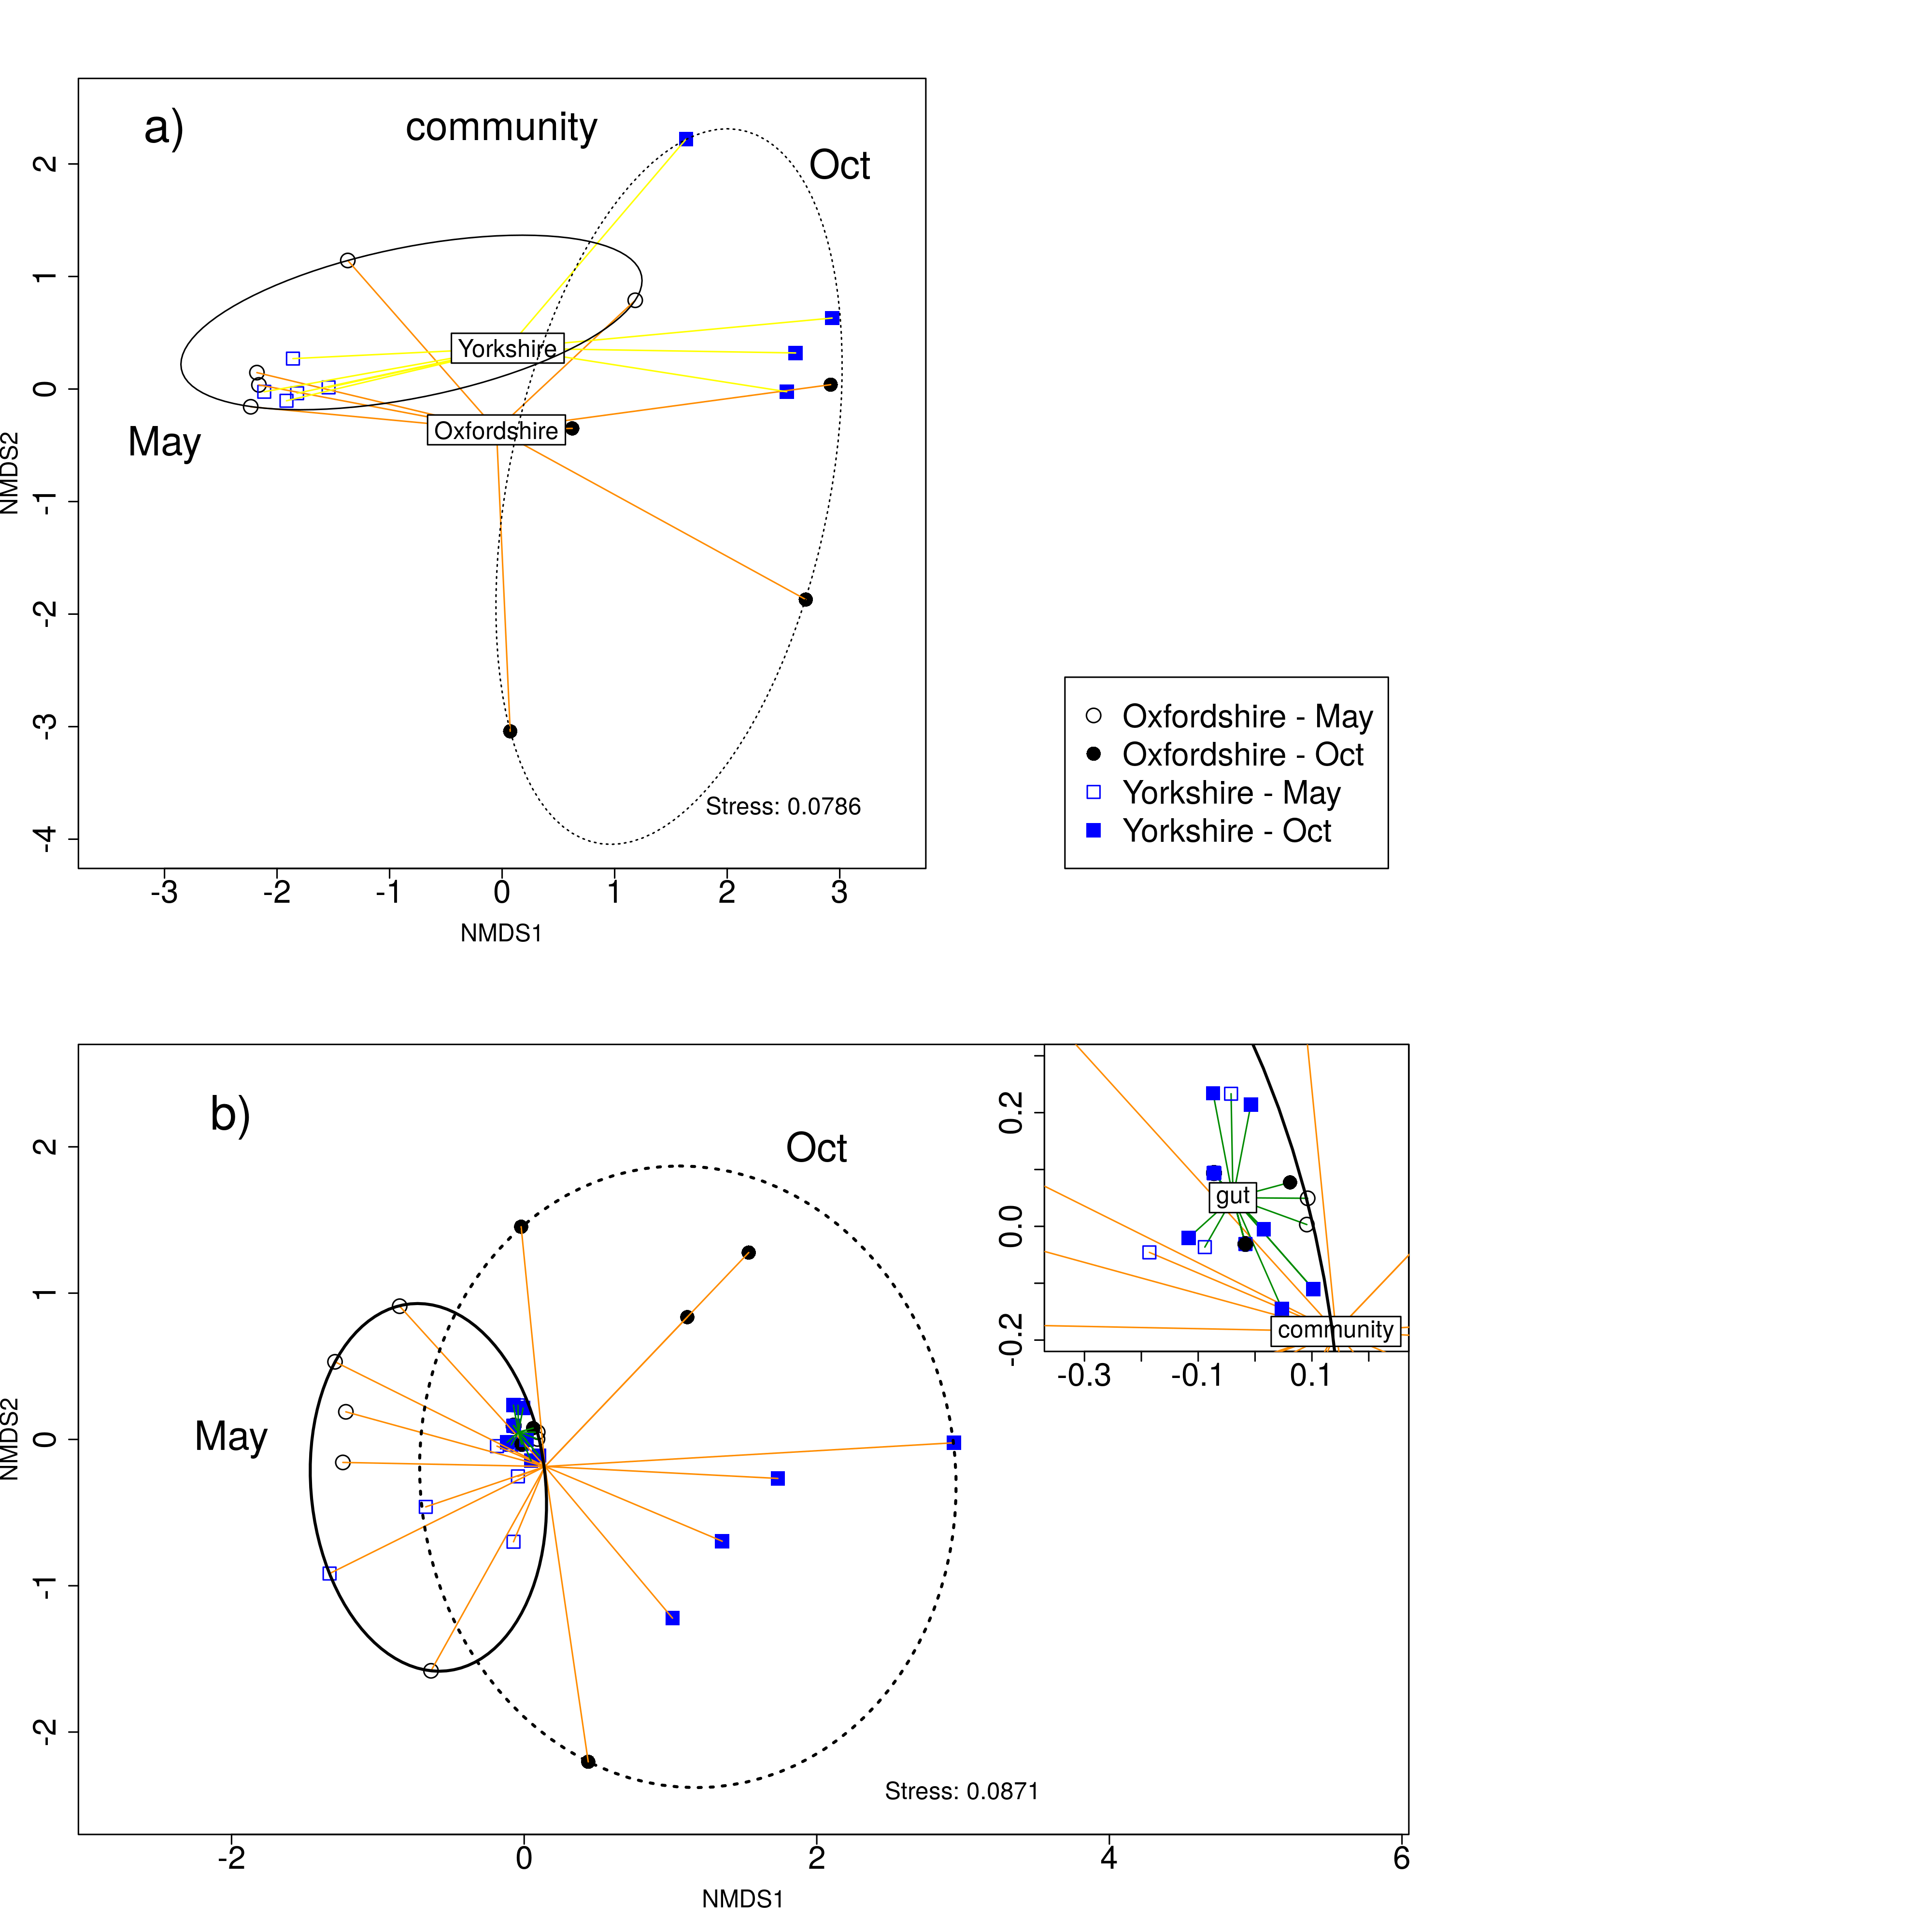 a)
community
Oct
2
1
0
-1
-2
-3
-4
NMDS2
Yorkshire
Oxfordshire
May
Stress: 0.0786
-3 -2 -1 0 1 2 3
NMDS1
Oxfordshire - May
Oxfordshire - Oct
Yorkshire - May
Yorkshire - Oct
b)
Oct
May
2
1
0
-1
-2
NMDS2
Stress: 0.0871
-2 0 2 4 6
NMDS1
0.2
0.0
-0.2
gut
community
-0.3 -0.1 0.1